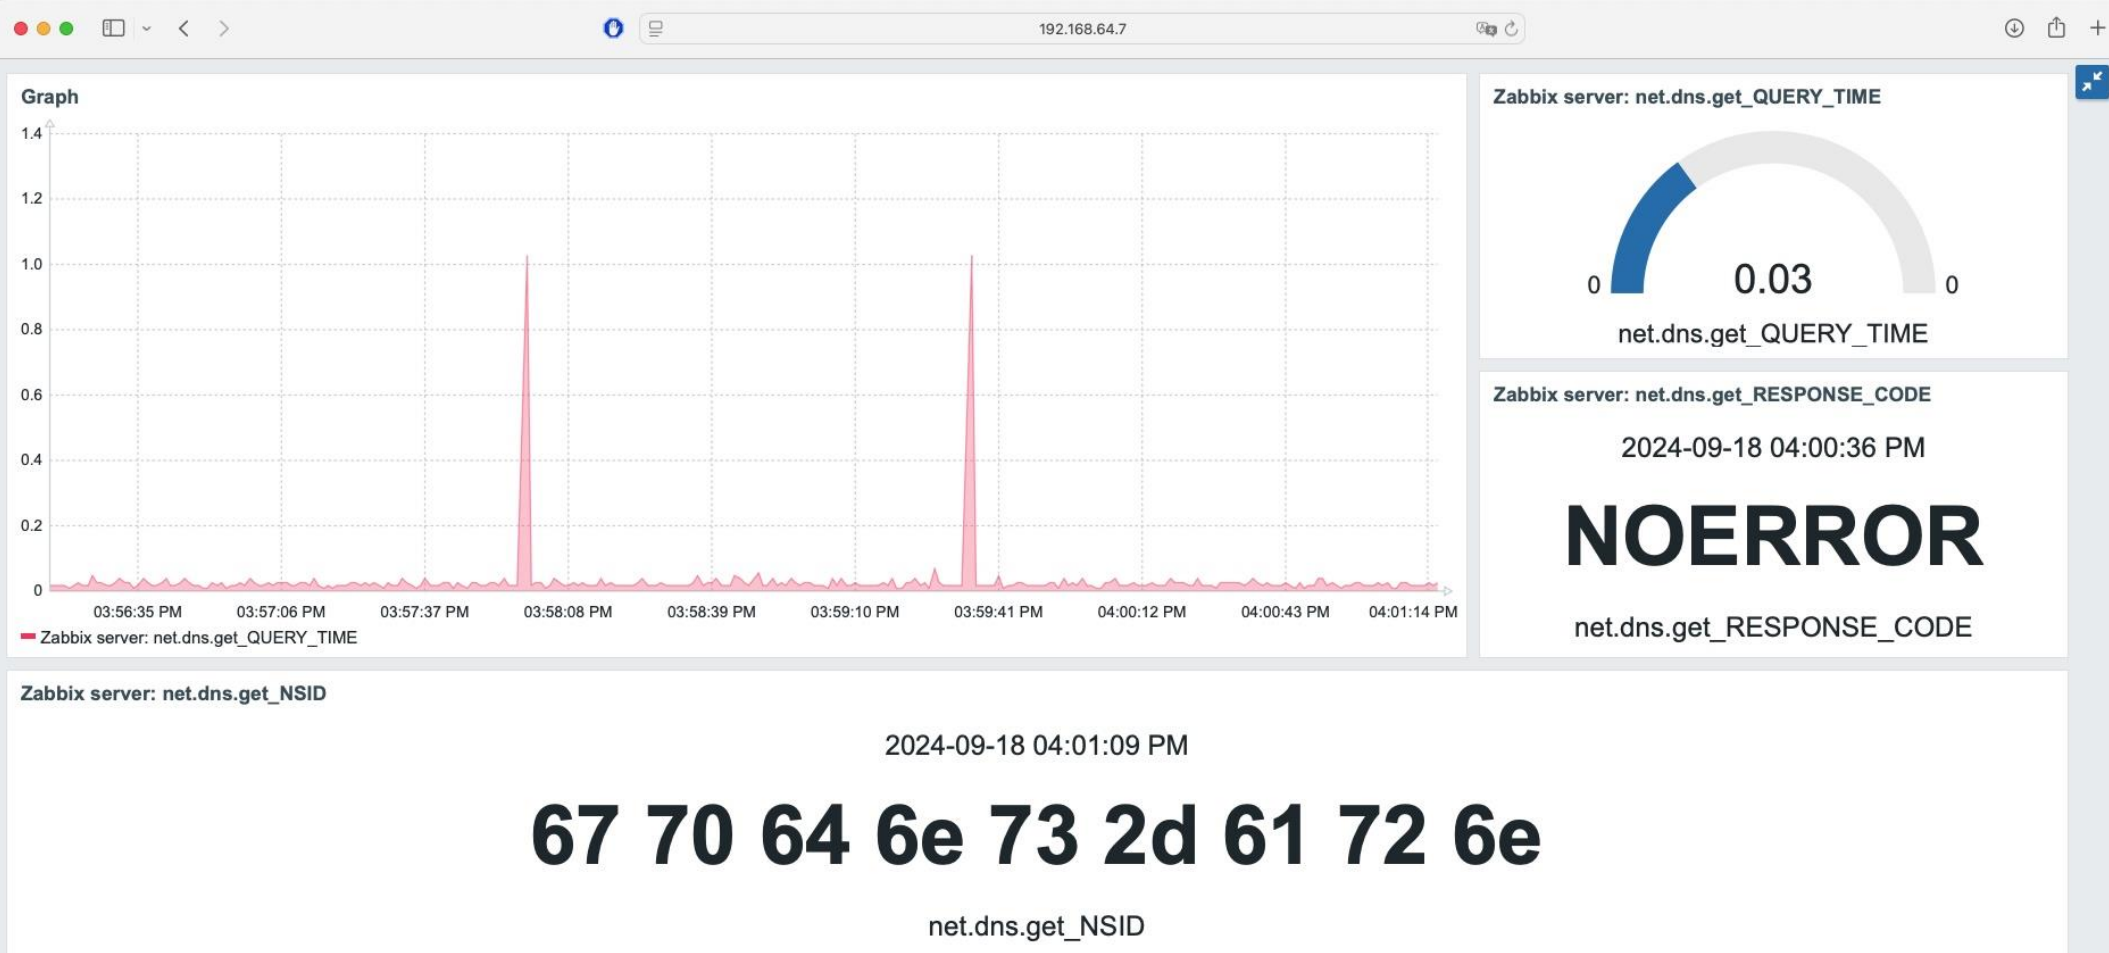 192.168.64.7
Graph
1.4
1.2
1.0
0.8
0.6
0.4
0.2
0
03:56:35 PM 03:57:06 PM 03:57:37 PM 03:58:08 PM 03:58:39 PM 03:59:10 PM 03:59:41 PM 04:00:12 PM 04:00:43 PM 04:01:14 PM
Zabbix server: net.dns.get_QUERY_TIME
Zabbix server: net.dns.get_QUERY_TIME
0 0.03 0
net.dns.get_QUERY_TIME
Zabbix server: net.dns.get_RESPONSE_CODE
2024-09-18 04:00:36 PM
NOERROR
net.dns.get_RESPONSE_CODE
Zabbix server: net.dns.get_NSID
2024-09-18 04:01:09 PM
67 70 64 6e 73 2d 61 72 6e
net.dns.get_NSID